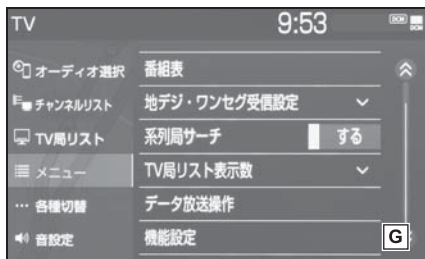 TV
9:53
DCM
DCM
オーディオ選択
チャンネルリスト
TV局リスト
メニュー
各種切替
音設定
番組表
地デジ・ワンセグ受信設定
系列局サーチ
する
TV局リスト表示数
データ放送操作
機能設定
G